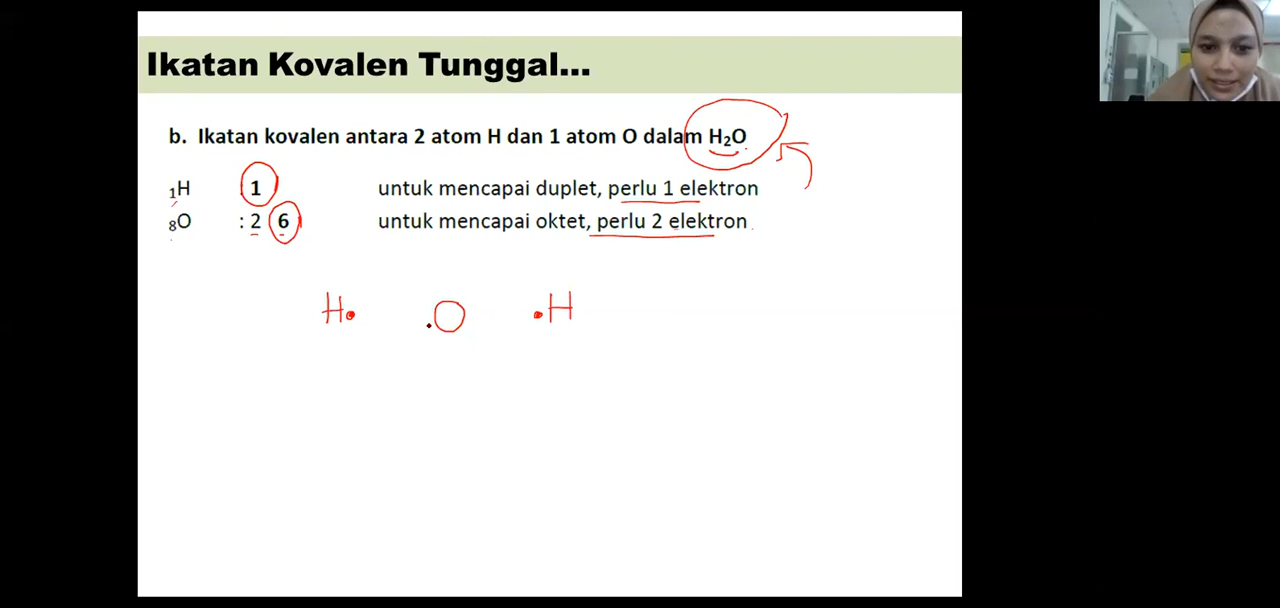 Ikatan Kovalen Tunggal...
b. Ikatan kovalen antara 2 atom H dan 1 atom O dalam H₂O
₁H 1 untuk mencapai duplet, perlu 1 elektron
₈O : 2 6 untuk mencapai oktet, perlu 2 elektron
H• .O •H